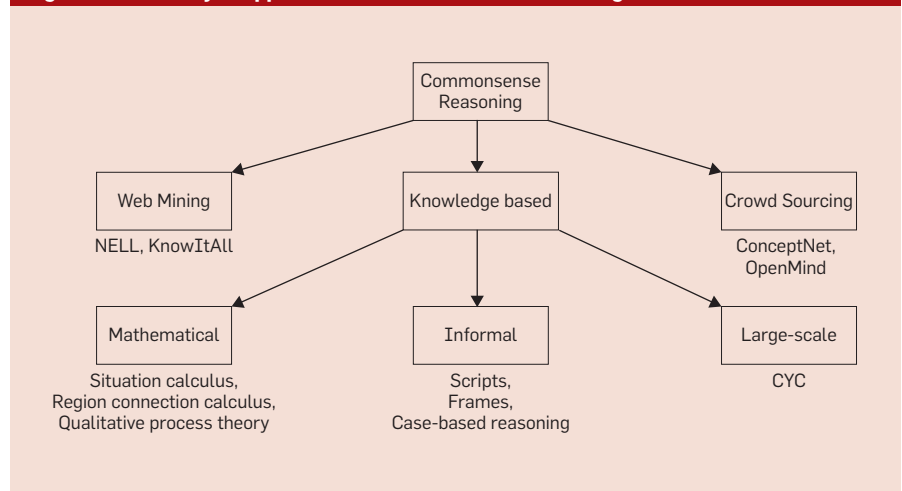 Commonsense
Reasoning
Web Mining
Knowledge based
Crowd Sourcing
NELL, KnowItAll
ConceptNet,
OpenMind
Mathematical
Informal
Large-scale
Situation calculus,
Region connection calculus,
Qualitative process theory
Scripts,
Frames,
Case-based reasoning
CYC